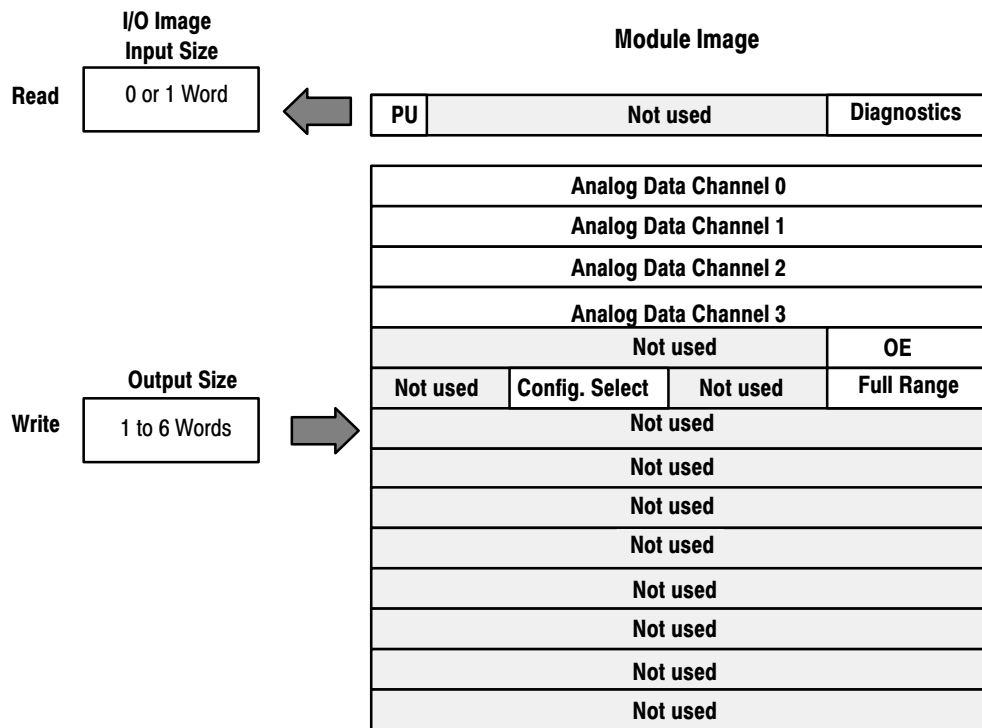 I/O Image
Input Size
Module Image
Read
0 or 1 Word
PU
Not used
Diagnostics
Analog Data Channel 0
Analog Data Channel 1
Analog Data Channel 2
Analog Data Channel 3
Not used
OE
Output Size
Not used
Config. Select
Not used
Full Range
Write
1 to 6 Words
Not used
Not used
Not used
Not used
Not used
Not used
Not used
Not used